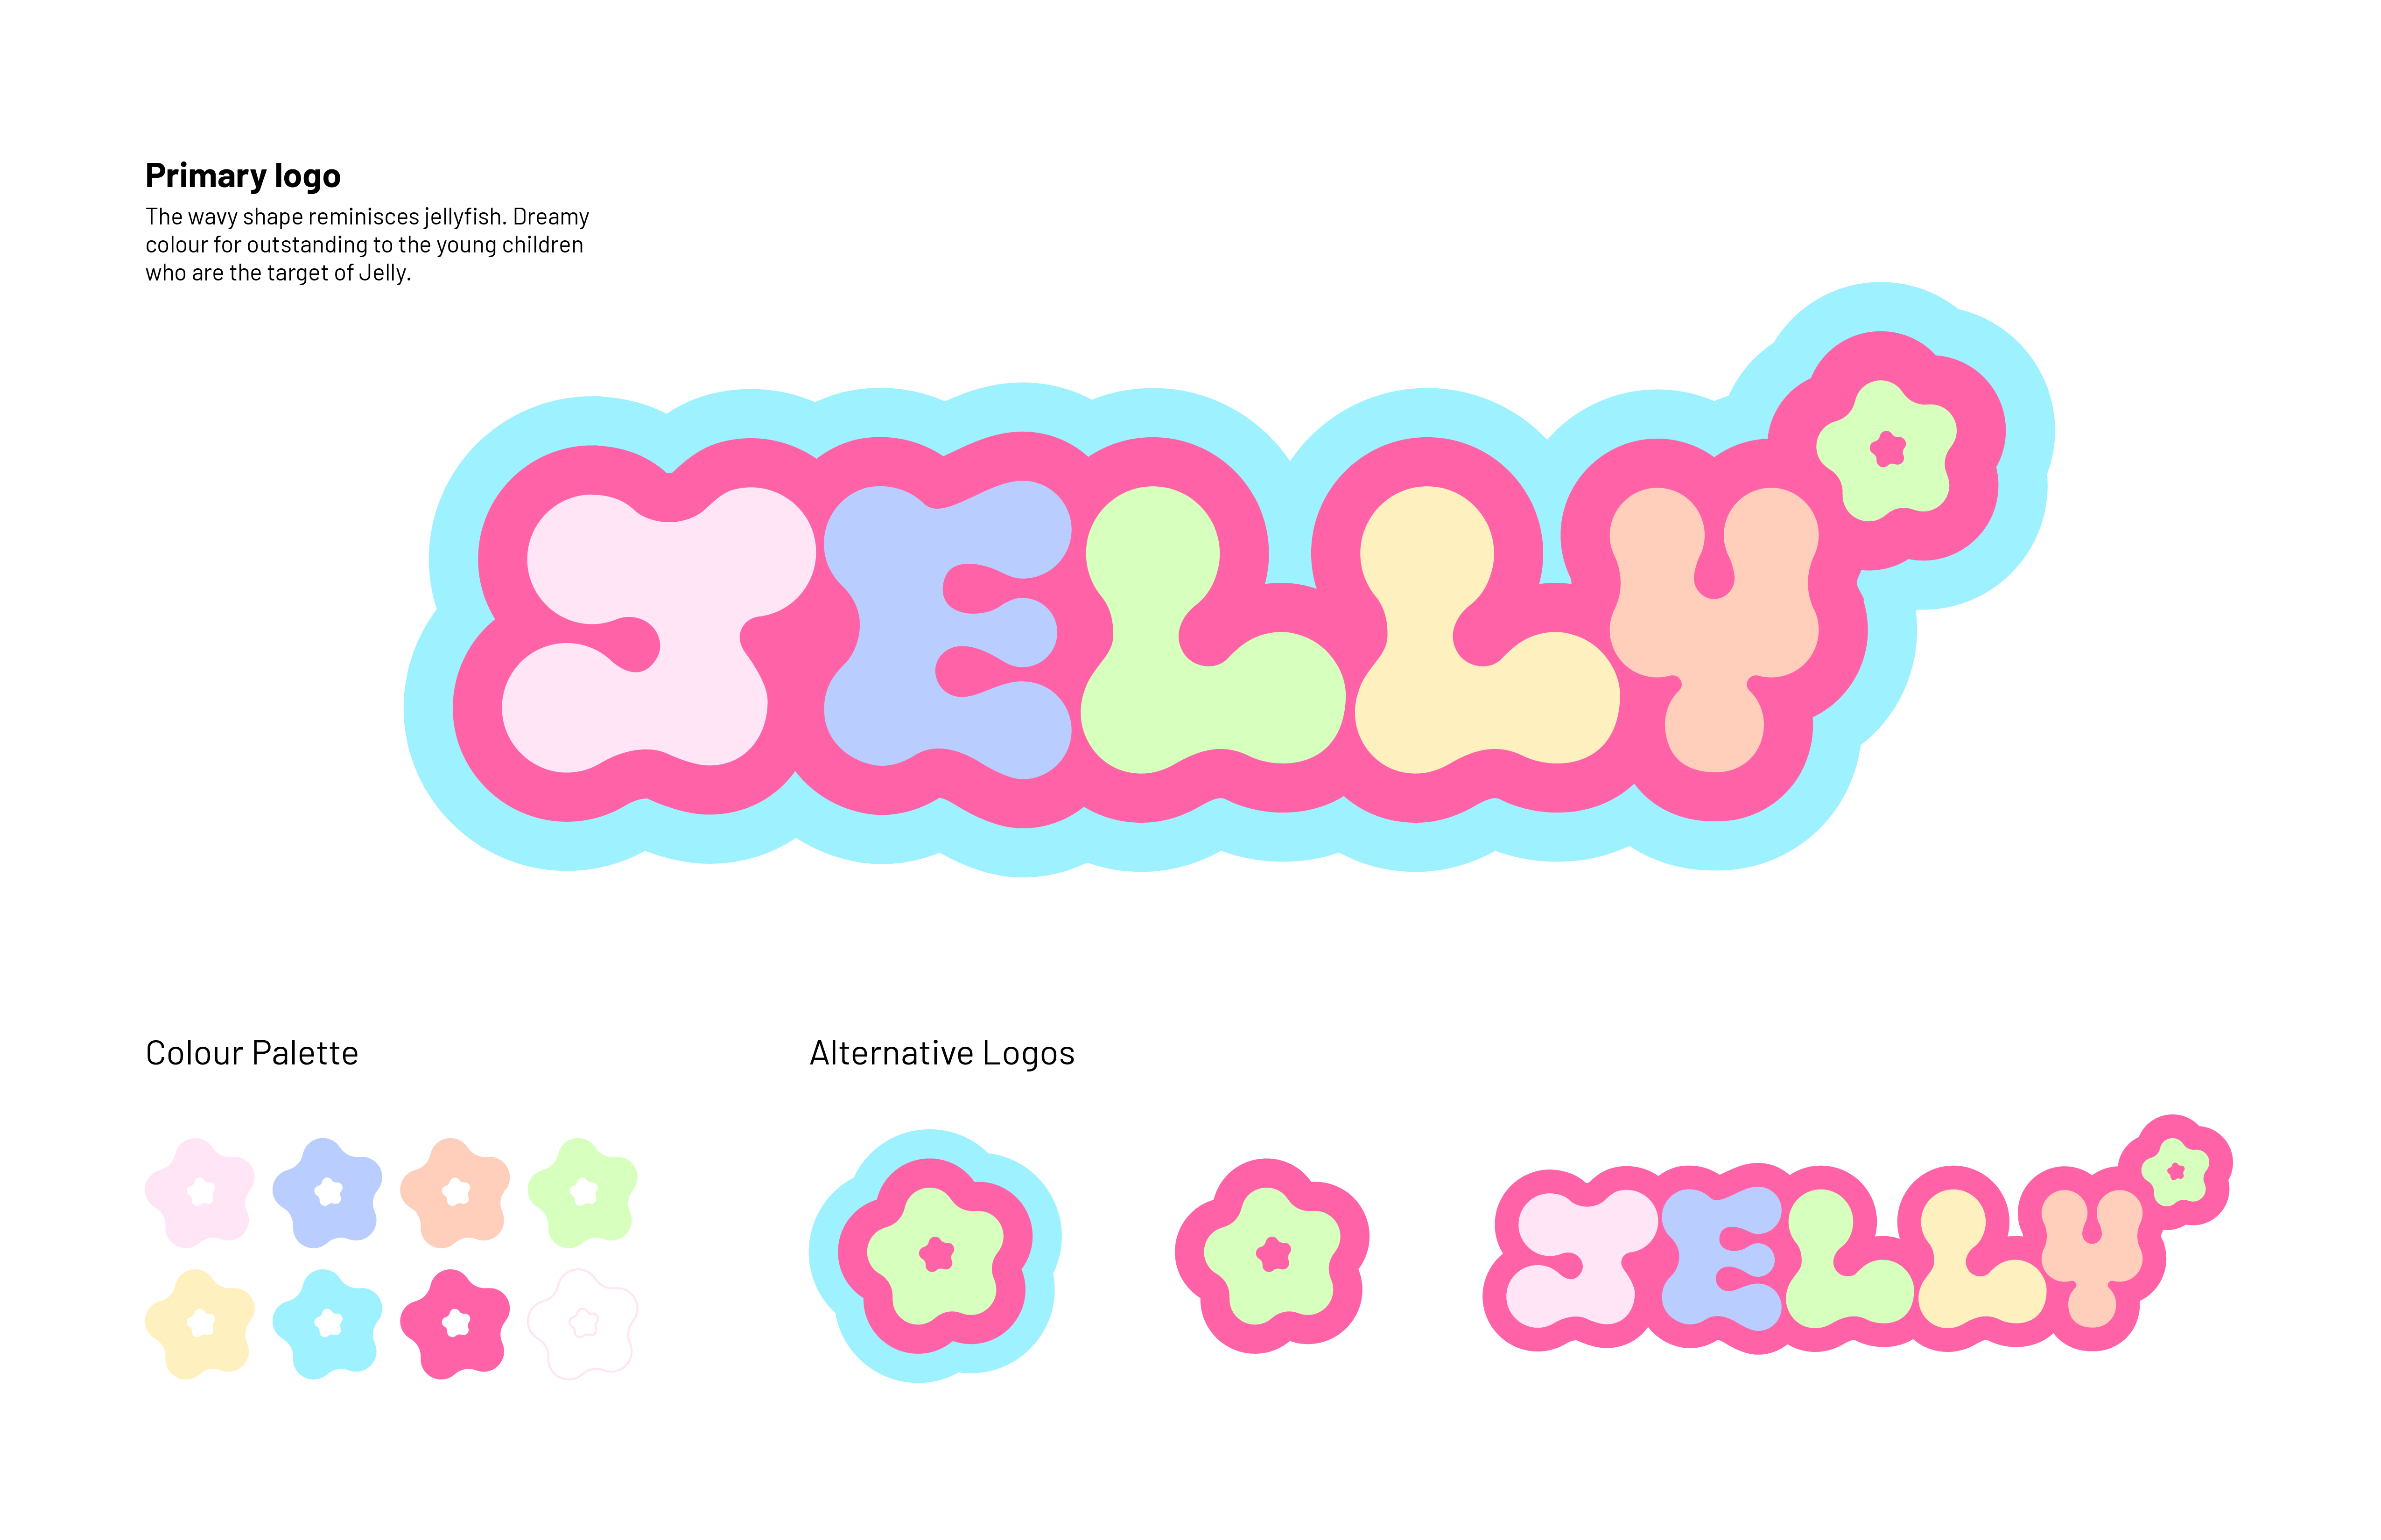 Primary logo
The wavy shape reminisces jellyfish. Dreamy
colour for outstanding to the young children
who are the target of Jelly.
JELLY
Colour Palette
Alternative Logos
JELLY